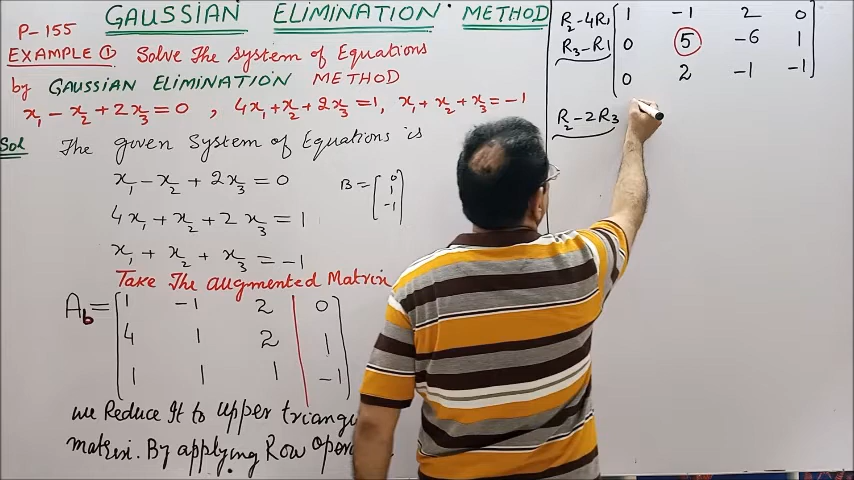 GAUSSIAN ELIMINATION METHOD
P-155
EXAMPLE ① Solve The System of Equations
by GAUSSIAN ELIMINATION METHOD
x₁ - x₂ + 2x₃ = 0 , 4x₁ + x₂ + 2x₃ = 1, x₁ + x₂ + x₃ = -1
Sol The given System of Equations is
x₁ - x₂ + 2x₃ = 0
B = [0 1 -1]
4x₁ + x₂ + 2x₃ = 1
x₁ + x₂ + x₃ = -1
Take The augmented Matrix
A_b =
1 -1 2 0
4 1 2 1
1 1 1 -1
we Reduce It to upper
matrix. By applying Row
R₂-4R₁ 1 -1 2 0
R₃-R₁ 0 5 -6 1
0 2 -1 -1
R₂-2R₃